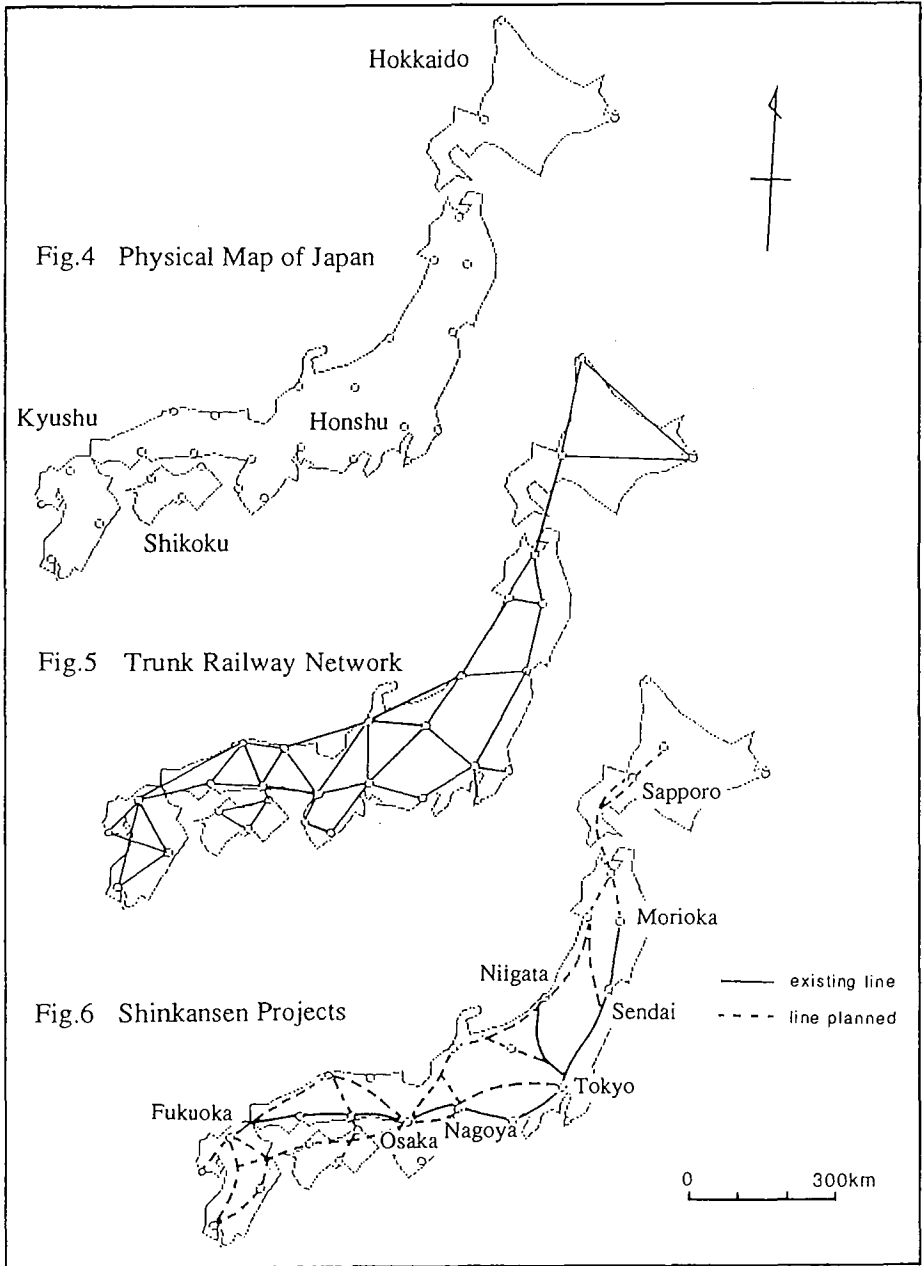 Hokkaido
Fig.4 Physical Map of Japan
Kyushu
Honshu
Shikoku
Fig.5 Trunk Railway Network
Sapporo
Morioka
Niigata
existing line
Sendai
line planned
Fig.6 Shinkansen Projects
Tokyo
Fukuoka
Osaka
Nagoya
0 300km